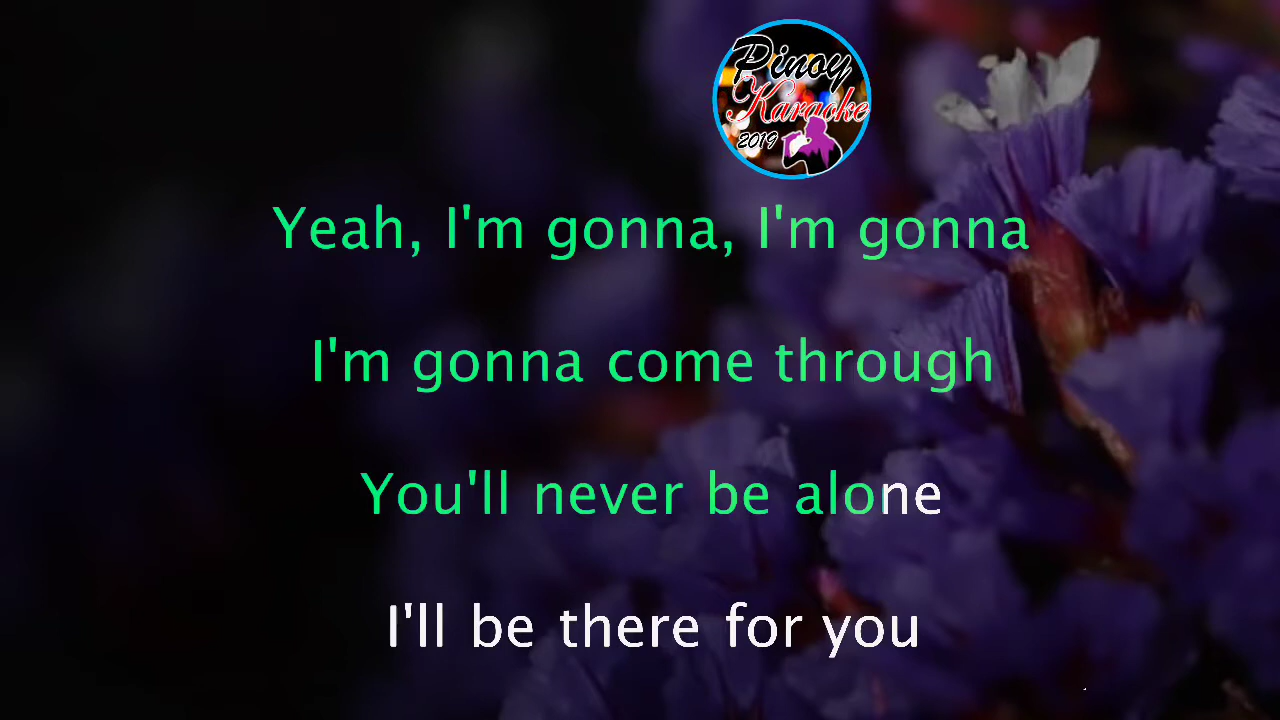 Pinoy
Karaoke
2019
Yeah, I'm gonna, I'm gonna
I'm gonna come through
You'll never be alone
I'll be there for you